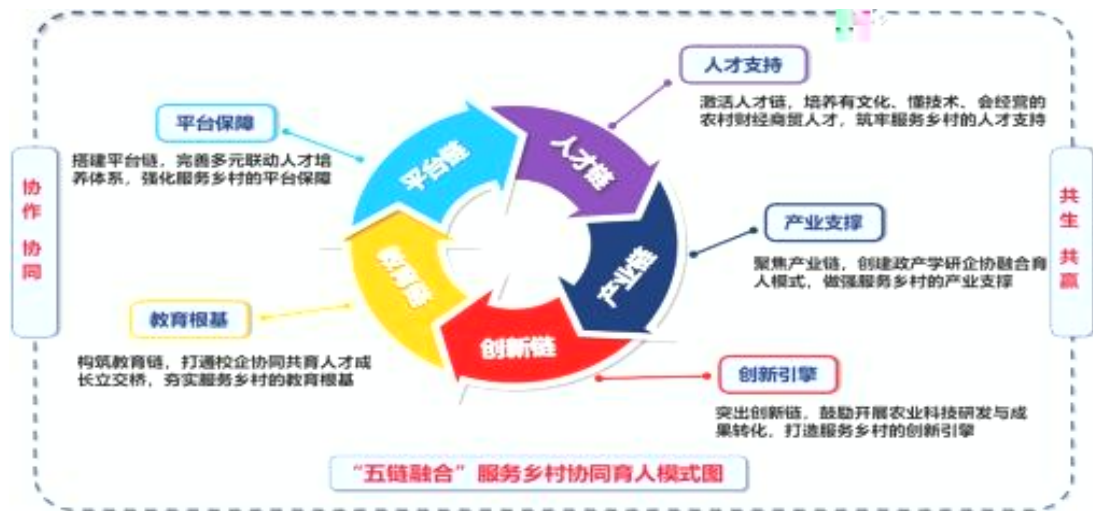 人才支持
激活人才链，培养有文化、懂技术、会经营的
农村财经商贸人才，筑牢服务乡村的人才支持
平台保障
搭建平台链，完善多元联动人才培
养体系，强化服务乡村的平台保障
平台链
人才链
协作 协同
共生 共赢
产业支撑
聚焦产业链，创建政产学研企协融合育
人模式，做强服务乡村的产业支撑
教育链
产业链
创新链
教育根基
构筑教育链，打通校企协同共育人才成
长立交桥，夯实服务乡村的教育根基
创新引擎
突出创新链，鼓励开展农业科技研发与成
果转化，打造服务乡村的创新引擎
“五链融合”服务乡村协同育人模式图